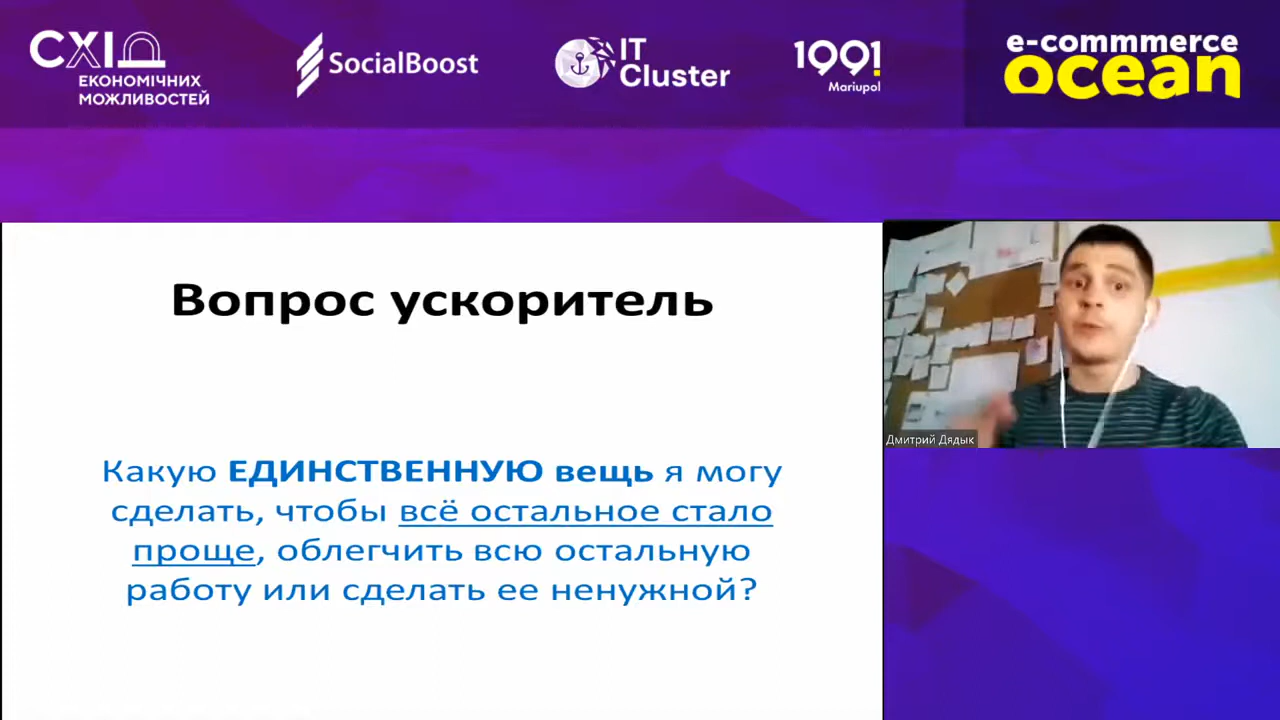 СХІД
ЕКОНОМІЧНИХ
МОЖЛИВОСТЕЙ
SocialBoost
IT
Cluster
1991
Mariupol
e-commmerce
ocean
Вопрос ускоритель
Какую ЕДИНСТВЕННУЮ вещь я могу
сделать, чтобы всё остальное стало
проще, облегчить всю остальную
работу или сделать ее ненужной?
Дмитрий Дядык